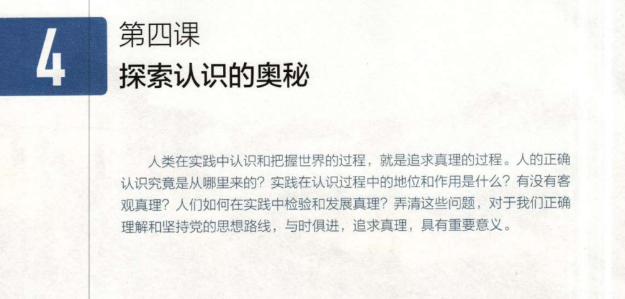 4
第四课
探索认识的奥秘
人类在实践中认识和把握世界的过程，就是追求真理的过程。人的正确
认识究竟是从哪里来的？实践在认识过程中的地位和作用是什么？有没有客
观真理？人们如何在实践中检验和发展真理？弄清这些问题，对于我们正确
理解和坚持党的思想路线，与时俱进，追求真理，具有重要意义。